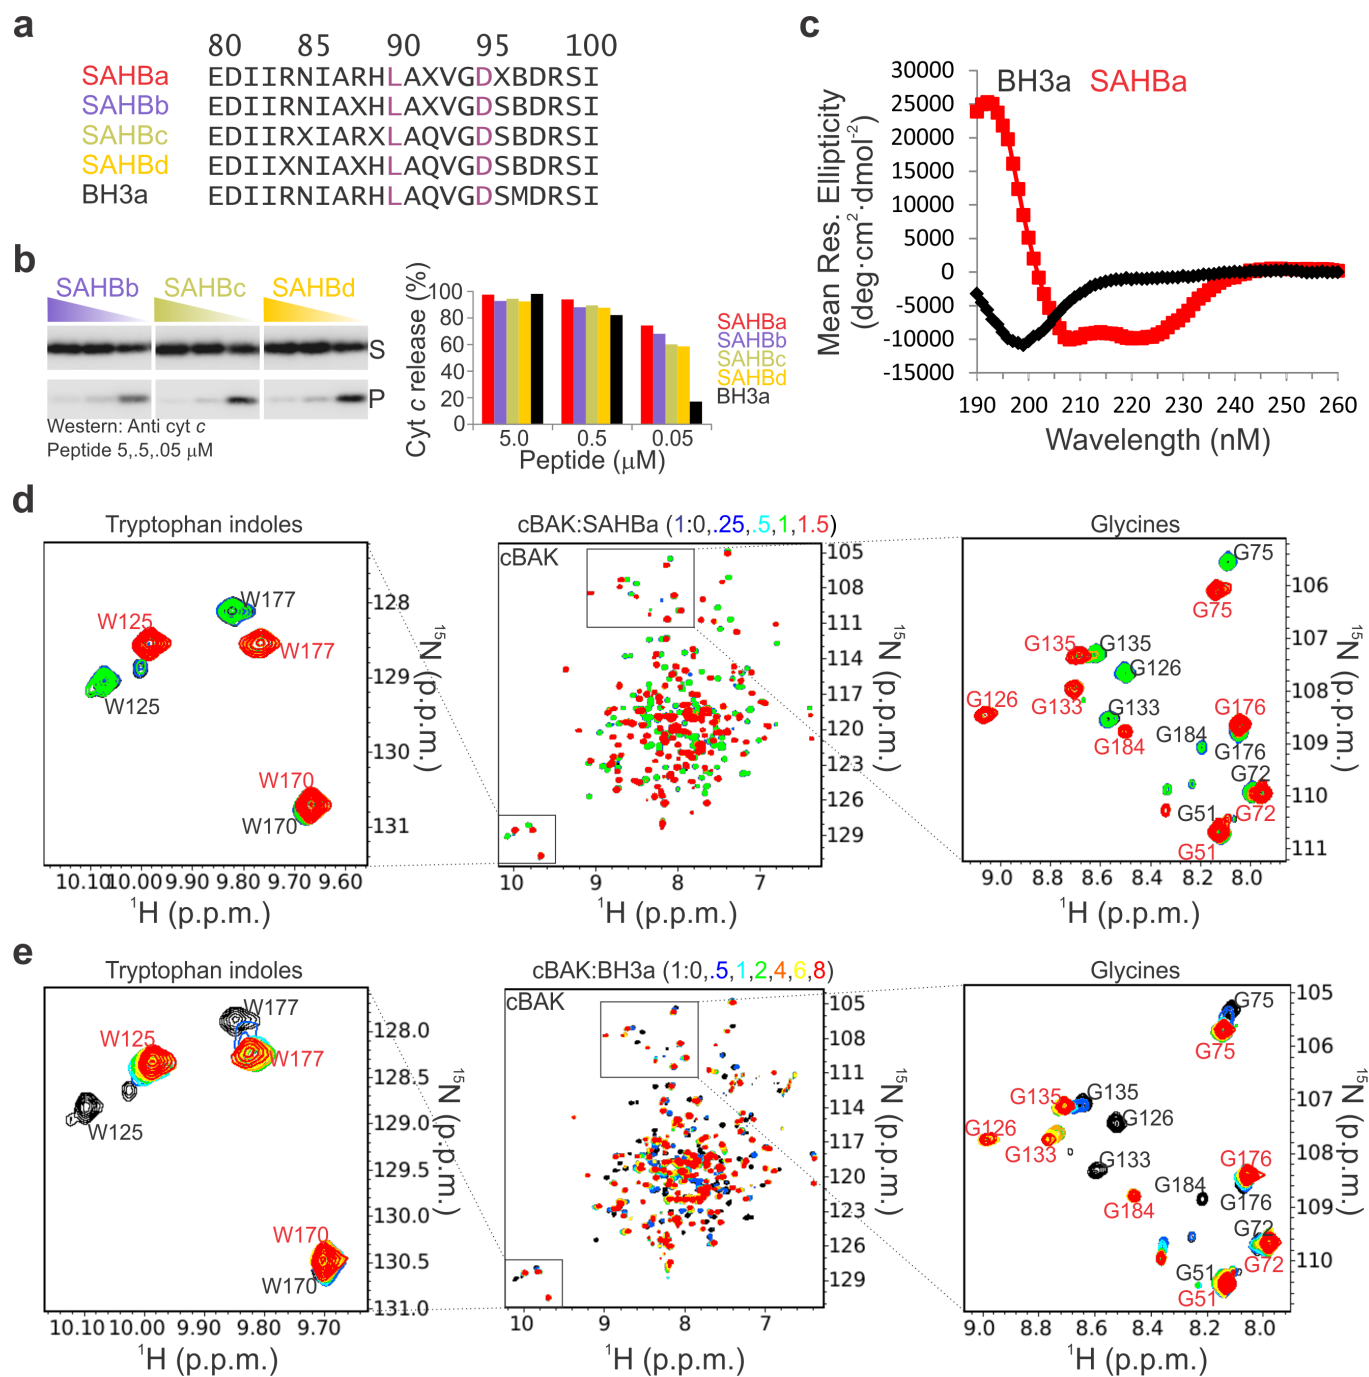 a
80 85 90 95 100
SAHBa EDIIRNIARHLAXVGDXBDRSI
SAHBb EDIIRNIAXHLAXVGDSBDRSI
SAHBc EDIIRXIARXLAQVGDSBDRSI
SAHBd EDIIXNIAXHLAQVGDSBDRSI
BH3a EDIIRNIARHLAQVGDSMDRSI
b
SAHBb SAHBc SAHBd
S
P
Western: Anti cyt c
Peptide 5,.5,.05 µM
Cyt c release (%)
100
80
60
40
20
0
5.0 0.5 0.05
Peptide (µM)
SAHBa
SAHBb
SAHBc
SAHBd
BH3a
c
BH3a SAHBa
Mean Res. Ellipticity
(deg·cm²·dmol⁻²)
30000
25000
20000
15000
10000
5000
0
-5000
-10000
-15000
190 200 210 220 230 240 250 260
Wavelength (nM)
d
Tryptophan indoles
W177
W125
W177
W125
W170
W170
128
129
130
131
¹⁵N (p.p.m.)
10.10 10.00 9.90 9.80 9.70 9.60
¹H (p.p.m.)
cBAK:SAHBa (1:0,.25,.5,1,1.5)
cBAK
105
108
111
114
117
120
123
126
129
¹⁵N (p.p.m.)
10 9 8 7
¹H (p.p.m.)
Glycines
G75
G75
G135 G135
G126
G126 G133 G133
G176
G184
G184 G176
G72
G51 G72
G51
106
107
108
109
110
111
¹⁵N (p.p.m.)
9.0 8.8 8.6 8.4 8.2 8.0
¹H (p.p.m.)
e
Tryptophan indoles
W177
W125
W177
W125
W170
W170
128.0
128.5
129.0
129.5
130.0
130.5
131.0
¹⁵N (p.p.m.)
10.10 10.00 9.90 9.80 9.70
¹H (p.p.m.)
cBAK:BH3a (1:0,.5,1,2,4,6,8)
cBAK
105
108
111
114
117
120
123
126
129
¹⁵N (p.p.m.)
10 9 8 7
¹H (p.p.m.)
Glycines
G75
G75
G135 G135
G126
G126
G133 G133
G176
G184
G184 G176
G72
G51 G72
G51
105
106
107
108
109
110
¹⁵N (p.p.m.)
9.0 8.8 8.6 8.4 8.2 8.0
¹H (p.p.m.)